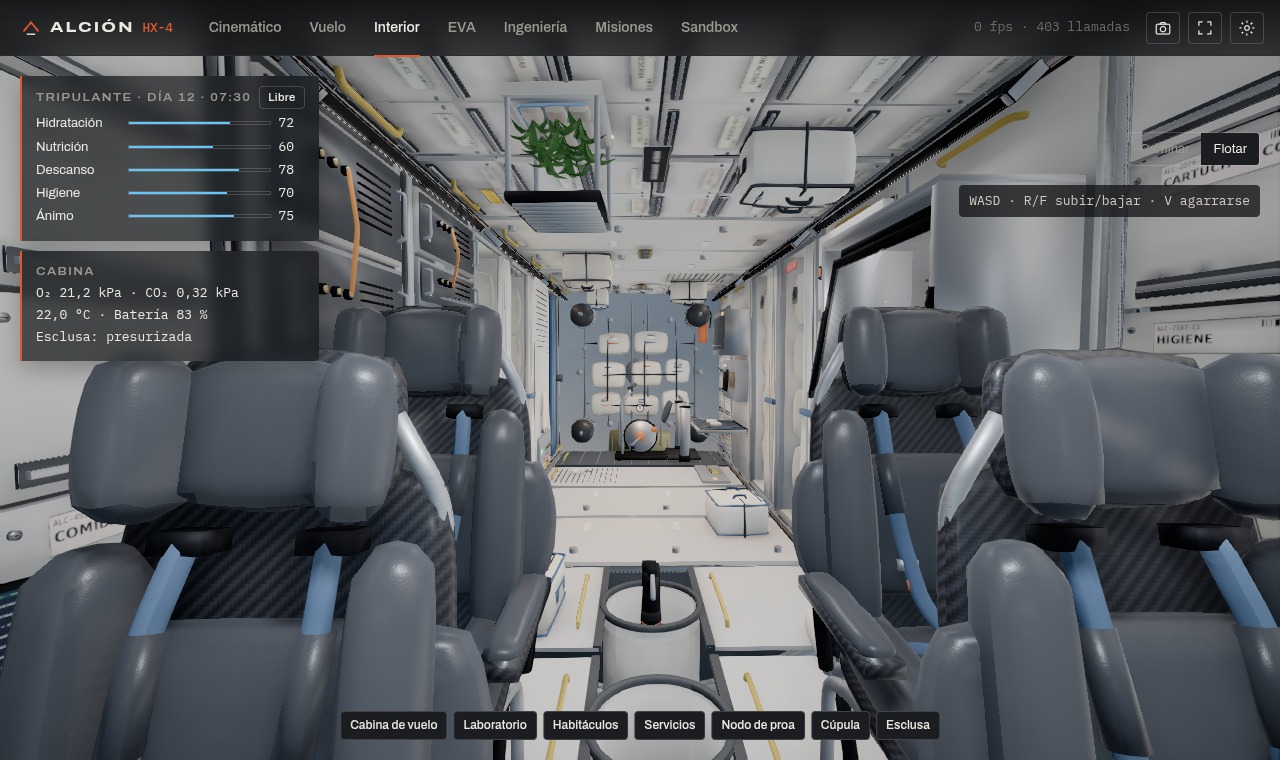 ALCIÓN HX-4
Cinemático Vuelo Interior EVA Ingeniería Misiones Sandbox
0 fps · 403 llamadas
TRIPULANTE · DÍA 12 · 07:30 Libre
Hidratación 72
Nutrición 60
Descanso 78
Higiene 70
Ánimo 75
CABINA
O₂ 21,2 kPa · CO₂ 0,32 kPa
22,0 °C · Batería 83 %
Esclusa: presurizada
Flotar
WASD · R/F subir/bajar · V agarrarse
HIGIENE
Cabina de vuelo Laboratorio Habitáculos Servicios Nodo de proa Cúpula Esclusa